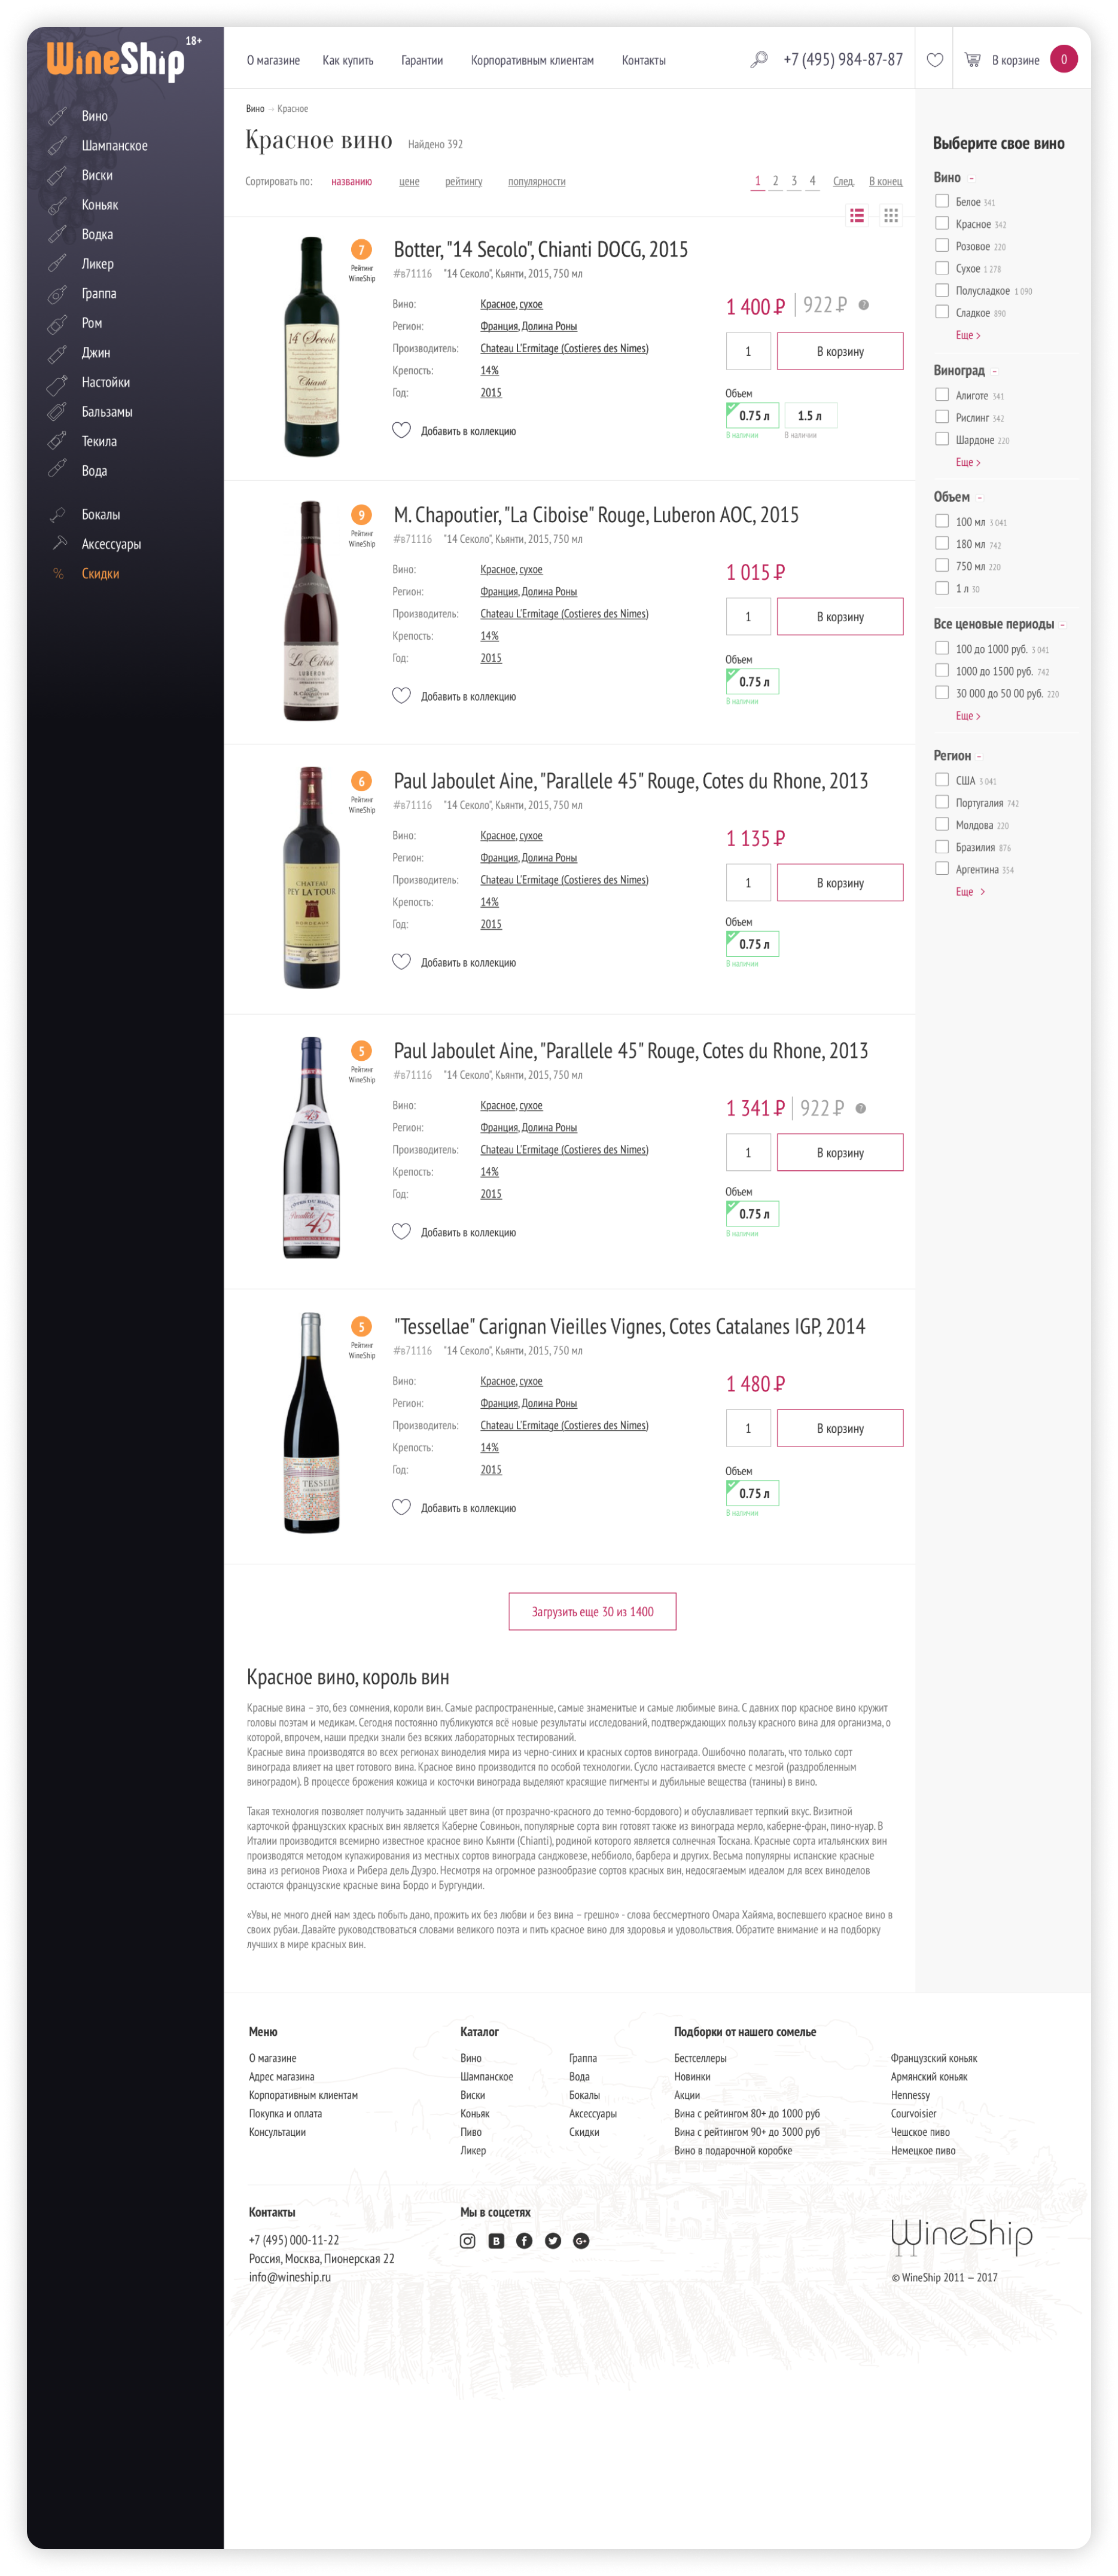 WineShip 18+
О магазине Как купить Гарантии Корпоративным клиентам Контакты +7 (495) 984-87-87 В корзине 0
Вино
Шампанское
Виски
Коньяк
Водка
Ликер
Граппа
Ром
Джин
Настойки
Бальзамы
Текила
Вода
Бокалы
Аксессуары
% Скидки
Вино → Красное
Красное вино Найдено 392
Сортировать по: названию цене рейтингу популярности 1 2 3 4 След. В конец
7
Рейтинг
WineShip
14 Secolo
Chianti
Botter, "14 Secolo", Chianti DOCG, 2015
#в71116 "14 Секоло", Кьянти, 2015, 750 мл
Вино: Красное, сухое
Регион: Франция, Долина Роны
Производитель: Chateau L'Ermitage (Costieres des Nimes)
Крепость: 14%
Год: 2015
Добавить в коллекцию
1 400 ₽ 922 ₽ ?
1 В корзину
Объем
0.75 л 1.5 л
В наличии В наличии
9
Рейтинг
WineShip
La Ciboise
LUBERON
M. CHAPOUTIER
M. Chapoutier, "La Ciboise" Rouge, Luberon AOC, 2015
#в71116 "14 Секоло", Кьянти, 2015, 750 мл
Вино: Красное, сухое
Регион: Франция, Долина Роны
Производитель: Chateau L'Ermitage (Costieres des Nimes)
Крепость: 14%
Год: 2015
Добавить в коллекцию
1 015 ₽
1 В корзину
Объем
0.75 л
В наличии
6
Рейтинг
WineShip
CHATEAU
PEY LA TOUR
BORDEAUX
Paul Jaboulet Aine, "Parallele 45" Rouge, Cotes du Rhone, 2013
#в71116 "14 Секоло", Кьянти, 2015, 750 мл
Вино: Красное, сухое
Регион: Франция, Долина Роны
Производитель: Chateau L'Ermitage (Costieres des Nimes)
Крепость: 14%
Год: 2015
Добавить в коллекцию
1 135 ₽
1 В корзину
Объем
0.75 л
В наличии
5
Рейтинг
WineShip
45
CÔTES DU RHÔNE
Parallèle 45
Paul Jaboulet Aine, "Parallele 45" Rouge, Cotes du Rhone, 2013
#в71116 "14 Секоло", Кьянти, 2015, 750 мл
Вино: Красное, сухое
Регион: Франция, Долина Роны
Производитель: Chateau L'Ermitage (Costieres des Nimes)
Крепость: 14%
Год: 2015
Добавить в коллекцию
1 341 ₽ 922 ₽ ?
1 В корзину
Объем
0.75 л
В наличии
5
Рейтинг
WineShip
TESSELLAE
"Tessellae" Carignan Vieilles Vignes, Cotes Catalanes IGP, 2014
#в71116 "14 Секоло", Кьянти, 2015, 750 мл
Вино: Красное, сухое
Регион: Франция, Долина Роны
Производитель: Chateau L'Ermitage (Costieres des Nimes)
Крепость: 14%
Год: 2015
Добавить в коллекцию
1 480 ₽
1 В корзину
Объем
0.75 л
В наличии
Загрузить еще 30 из 1400
Выберите свое вино
Вино -
Белое 341
Красное 342
Розовое 220
Сухое 1 278
Полусладкое 1 090
Сладкое 890
Еще >
Виноград -
Алиготе 341
Рислинг 342
Шардоне 220
Еще >
Объем -
100 мл 3 041
180 мл 742
750 мл 220
1 л 30
Все ценовые периоды -
100 до 1000 руб. 3 041
1000 до 1500 руб. 742
30 000 до 50 00 руб. 220
Еще >
Регион -
США 3 041
Португалия 742
Молдова 220
Бразилия 876
Аргентина 354
Еще >
Красное вино, король вин
Красные вина – это, без сомнения, короли вин. Самые распространенные, самые знаменитые и самые любимые вина. С давних пор красное вино кружит
головы поэтам и медикам. Сегодня постоянно публикуются всё новые результаты исследований, подтверждающих пользу красного вина для организма, о
которой, впрочем, наши предки знали без всяких лабораторных тестирований.
Красные вина производятся во всех регионах виноделия мира из черно-синих и красных сортов винограда. Ошибочно полагать, что только сорт
винограда влияет на цвет готового вина. Красное вино производится по особой технологии. Сусло настаивается вместе с мезгой (раздробленным
виноградом). В процессе брожения кожица и косточки винограда выделяют красящие пигменты и дубильные вещества (танины) в вино.
Такая технология позволяет получить заданный цвет вина (от прозрачно-красного до темно-бордового) и обуславливает терпкий вкус. Визитной
карточкой французских красных вин является Каберне Совиньон, популярные сорта вин готовят также из винограда мерло, каберне-фран, пино-нуар. В
Италии производится всемирно известное красное вино Кьянти (Chianti), родиной которого является солнечная Тоскана. Красные сорта итальянских вин
производятся методом купажирования из местных сортов винограда санджовезе, неббиоло, барбера и других. Весьма популярны испанские красные
вина из регионов Риоха и Рибера дель Дуэро. Несмотря на огромное разнообразие сортов красных вин, недосягаемым идеалом для всех виноделов
остаются французские красные вина Бордо и Бургундии.
«Увы, не много дней нам здесь побыть дано, прожить их без любви и без вина – грешно» - слова бессмертного Омара Хайяма, воспевшего красное вино в
своих рубаи. Давайте руководствоваться словами великого поэта и пить красное вино для здоровья и удовольствия. Обратите внимание и на подборку
лучших в мире красных вин.
Меню
О магазине
Адрес магазина
Корпоративным клиентам
Покупка и оплата
Консультации
Каталог
Вино
Шампанское
Виски
Коньяк
Пиво
Ликер
Граппа
Вода
Бокалы
Аксессуары
Скидки
Подборки от нашего сомелье
Бестселлеры
Новинки
Акции
Вина с рейтингом 80+ до 1000 руб
Вина с рейтингом 90+ до 3000 руб
Вино в подарочной коробке
Французский коньяк
Армянский коньяк
Hennessy
Courvoisier
Чешское пиво
Немецкое пиво
Контакты
+7 (495) 000-11-22
Россия, Москва, Пионерская 22
info@wineship.ru
Мы в соцсетях
WineShip
© WineShip 2011 — 2017